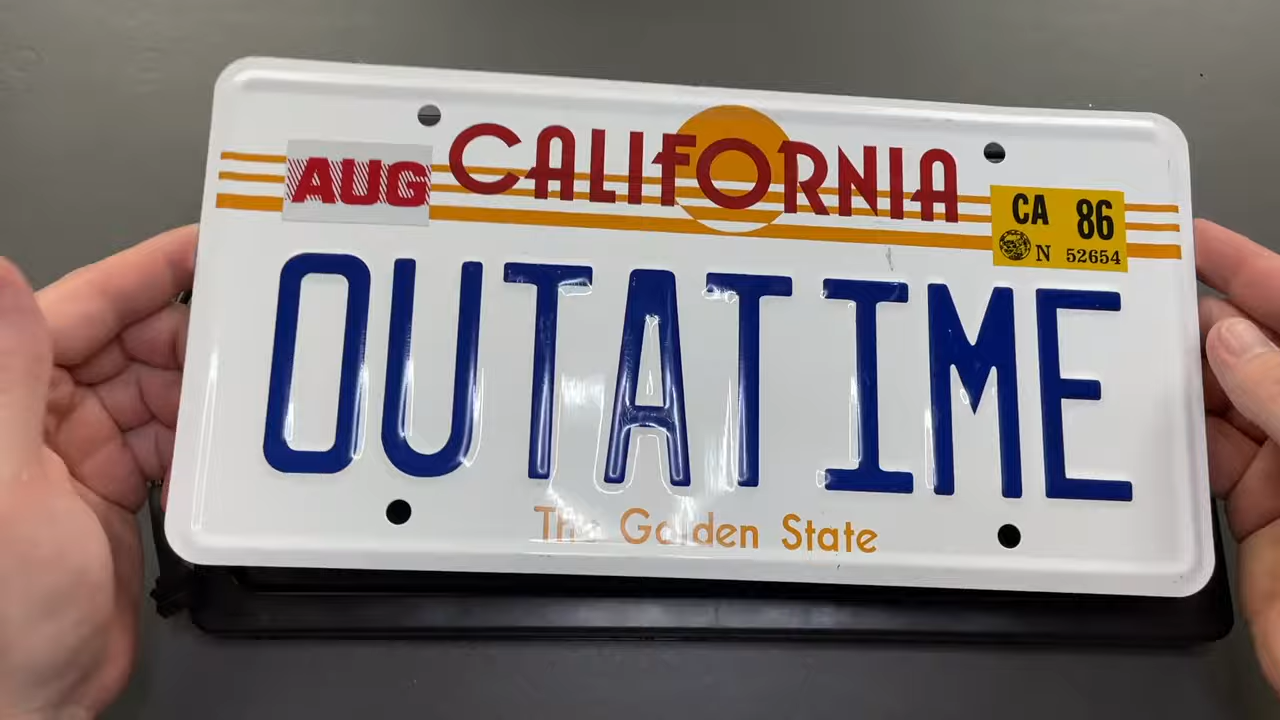 CALIFORNIA
AUG
CA 86
N 52654
OUTATIME
The Golden State